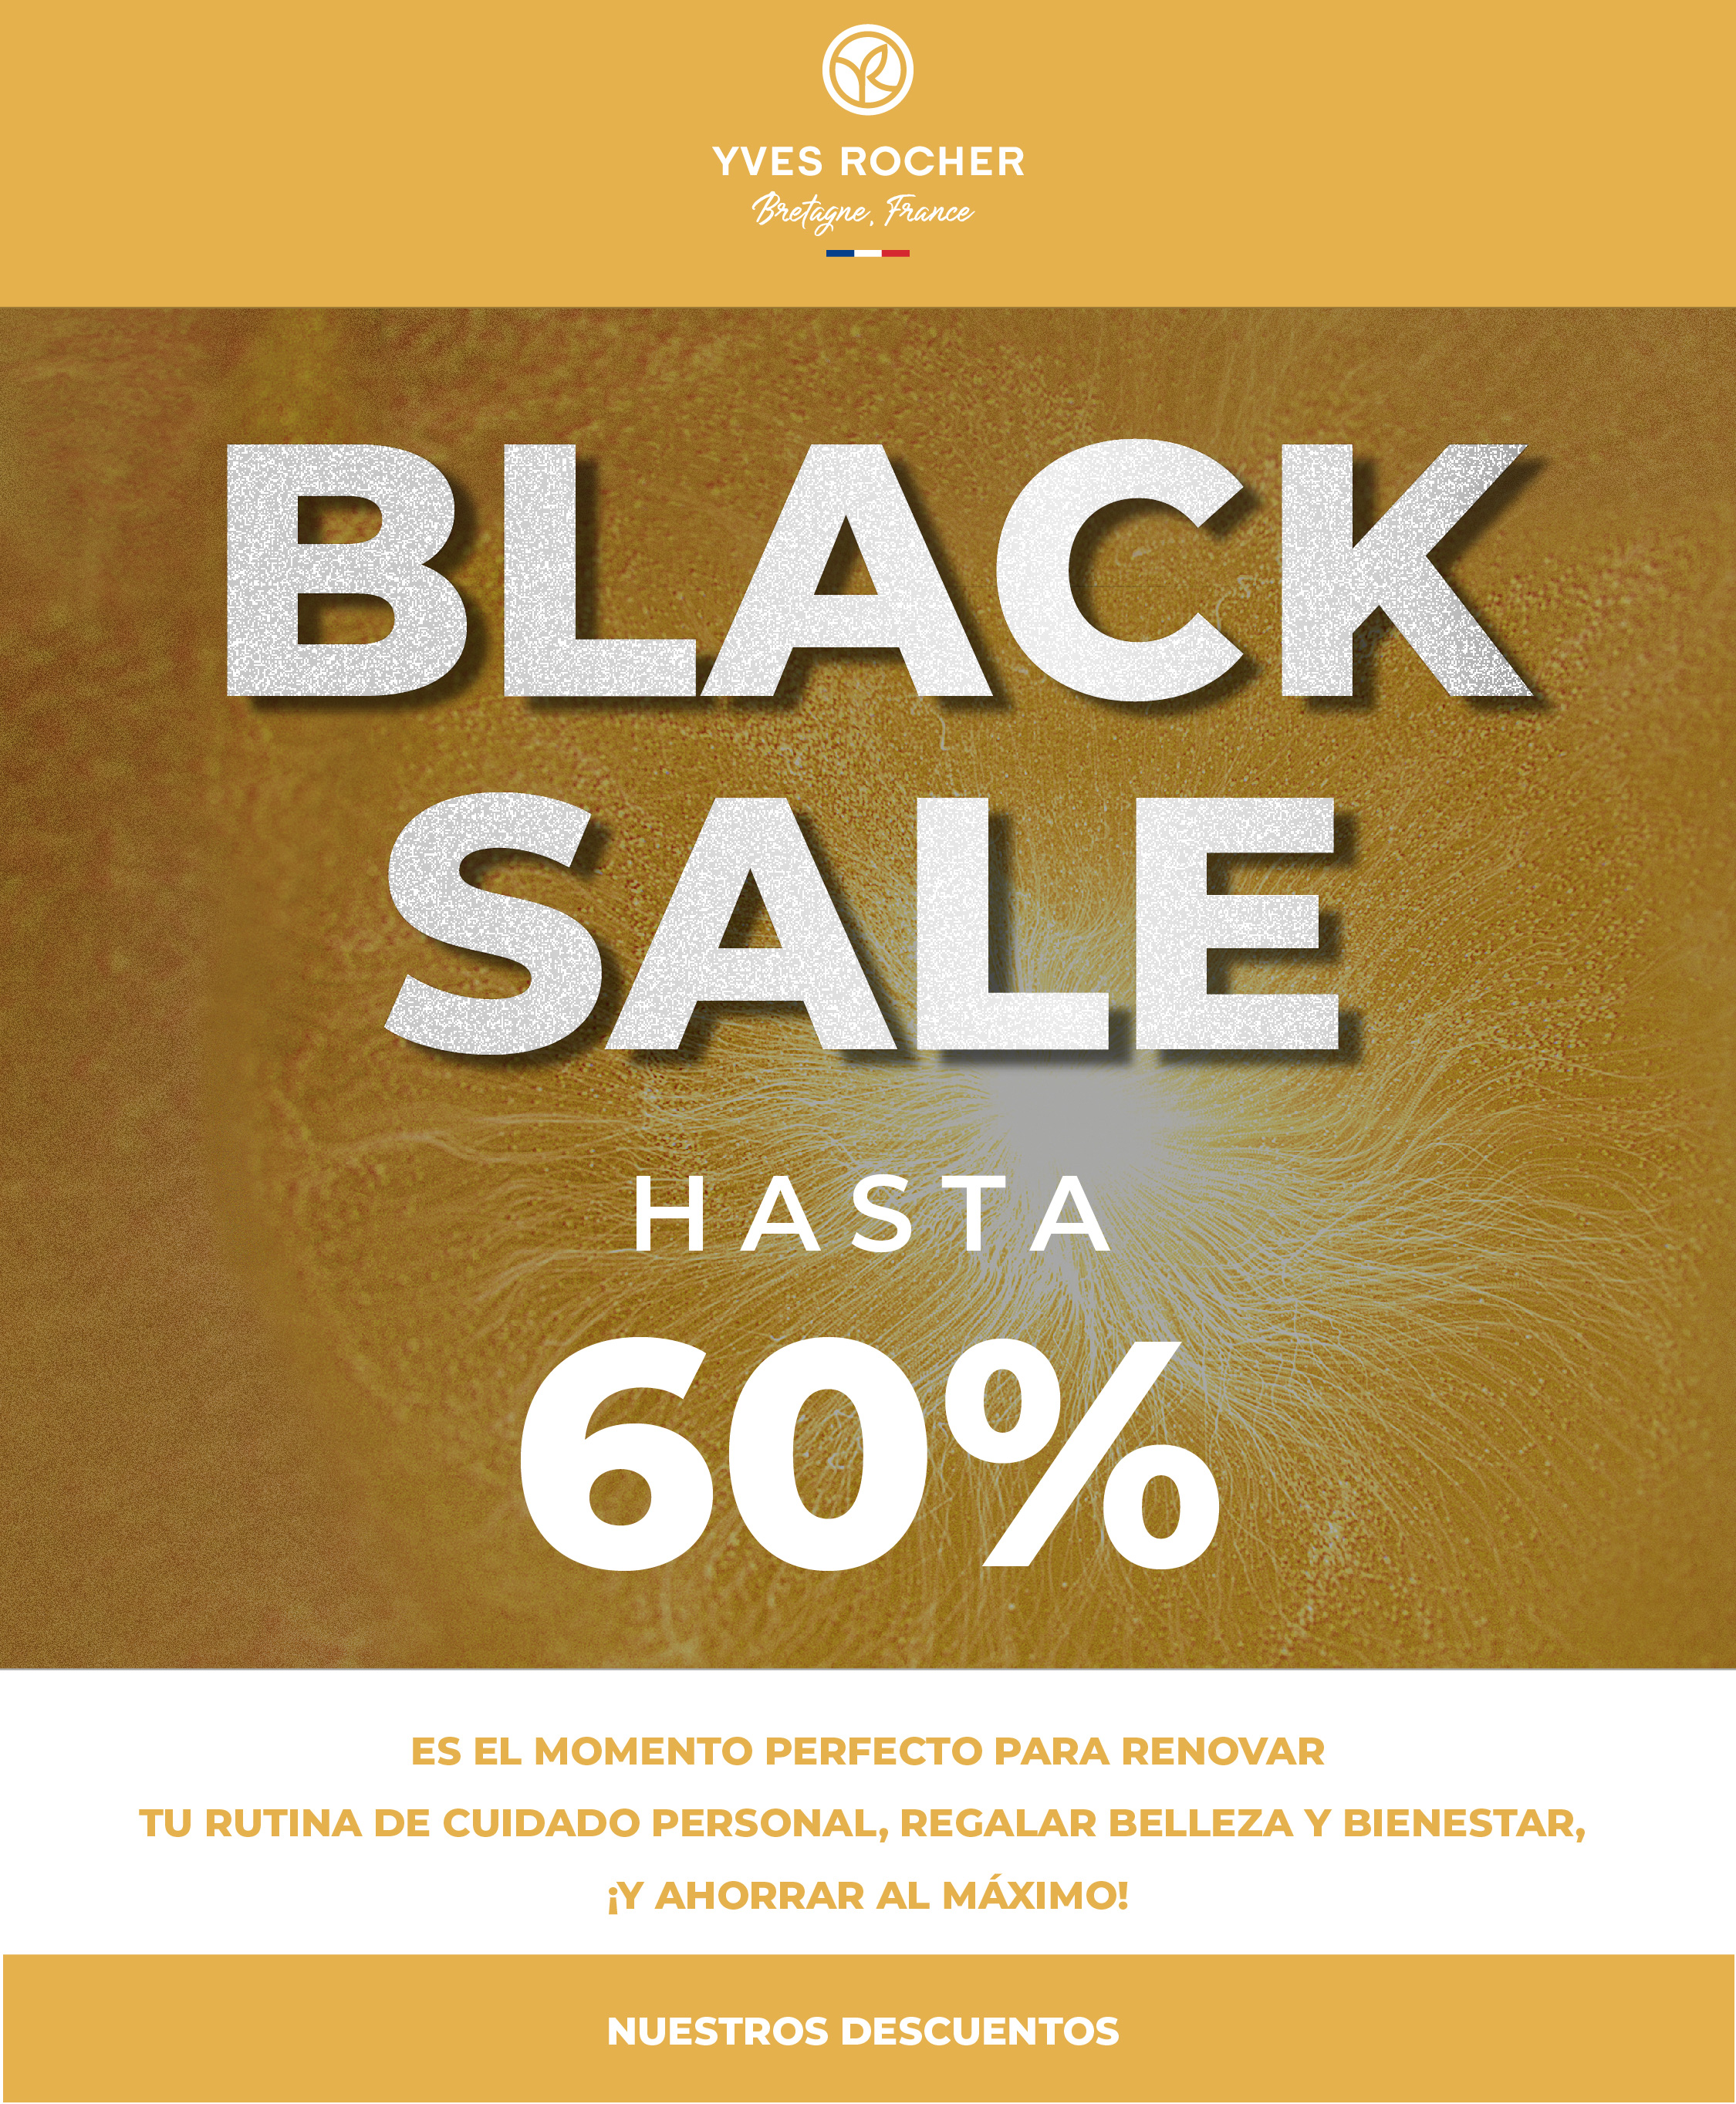 YVES ROCHER
Bretagne, France
BLACK
SALE
HASTA
60%
ES EL MOMENTO PERFECTO PARA RENOVAR
TU RUTINA DE CUIDADO PERSONAL, REGALAR BELLEZA Y BIENESTAR,
¡Y AHORRAR AL MÁXIMO!
NUESTROS DESCUENTOS